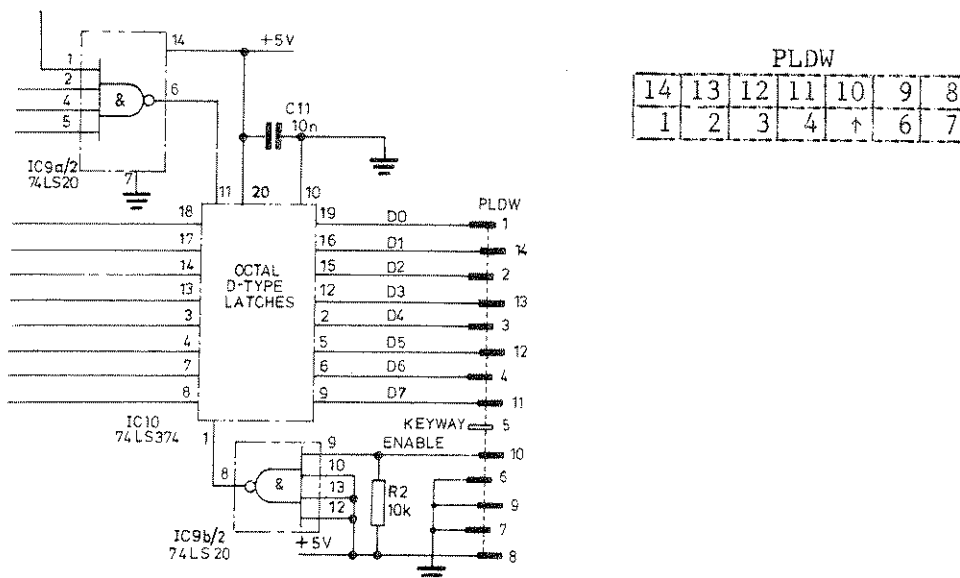 14 +5V
1
2
4
5
&
6
IC9a/2
74LS20
7
C11
10n
PLDW
14 13 12 11 10 9 8
1 2 3 4 ↑ 6 7
11 20 10
PLDW
18 19 D0 1
17 16 D1 14
14 15 D2 2
13 12 D3 13
3 2 D4 3
4 5 D5 12
7 6 D6 4
8 9 D7 11
OCTAL
D-TYPE
LATCHES
IC10
74LS374
1
KEYWAY 5
9 ENABLE 10
10
13
12
8
&
R2
10k
6
9
7
8
IC9b/2
74LS20
+5V